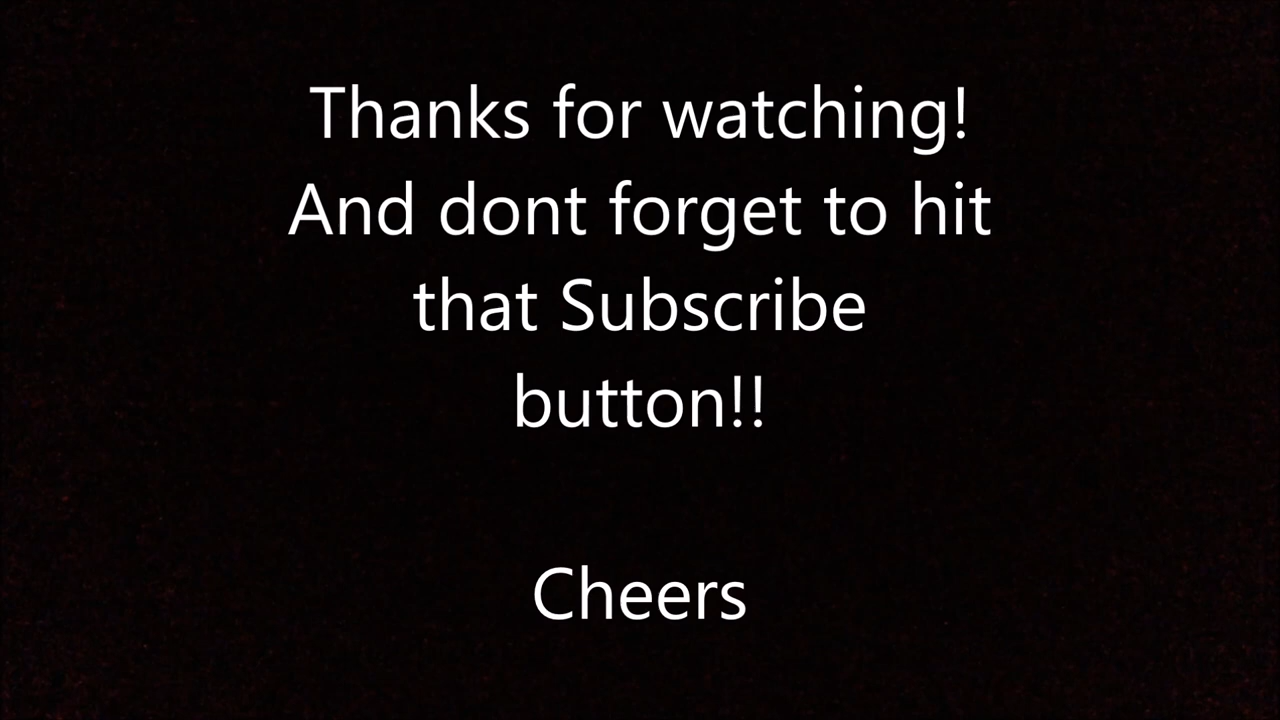 Thanks for watching!
And dont forget to hit
that Subscribe
button!!
Cheers